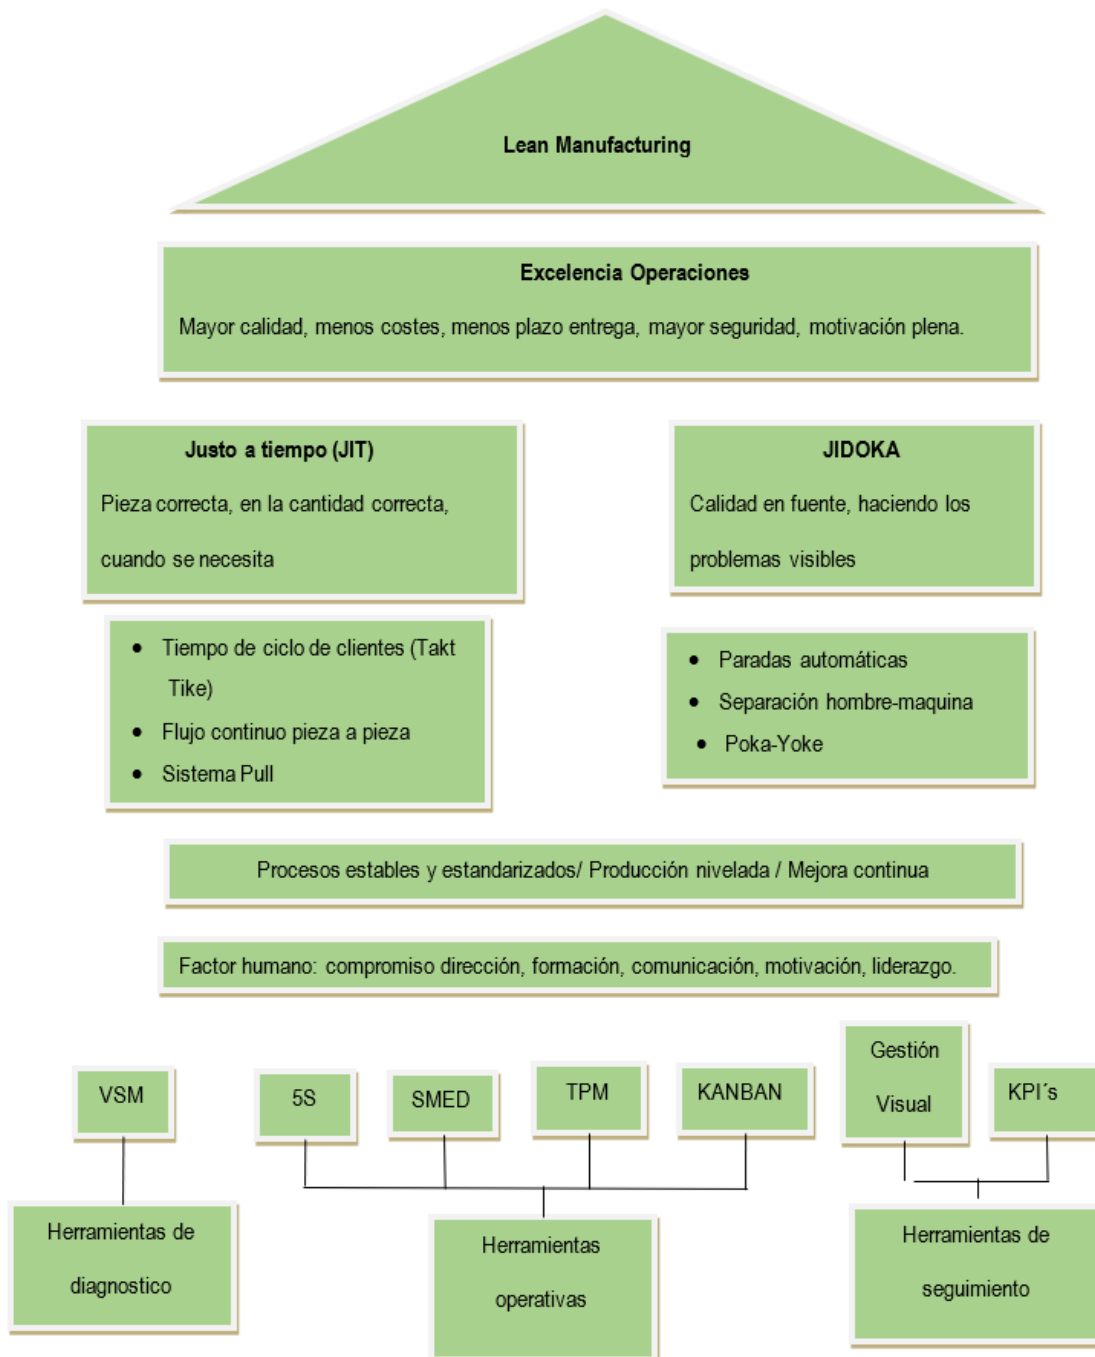 Lean Manufacturing
Excelencia Operaciones
Mayor calidad, menos costes, menos plazo entrega, mayor seguridad, motivación plena.
Justo a tiempo (JIT)
Pieza correcta, en la cantidad correcta,
cuando se necesita
JIDOKA
Calidad en fuente, haciendo los
problemas visibles
• Tiempo de ciclo de clientes (Takt
Tike)
• Flujo continuo pieza a pieza
• Sistema Pull
• Paradas automáticas
• Separación hombre-maquina
• Poka-Yoke
Procesos estables y estandarizados/ Producción nivelada / Mejora continua
Factor humano: compromiso dirección, formación, comunicación, motivación, liderazgo.
VSM
5S
SMED
TPM
KANBAN
Gestión
Visual
KPI´s
Herramientas de
diagnostico
Herramientas
operativas
Herramientas de
seguimiento